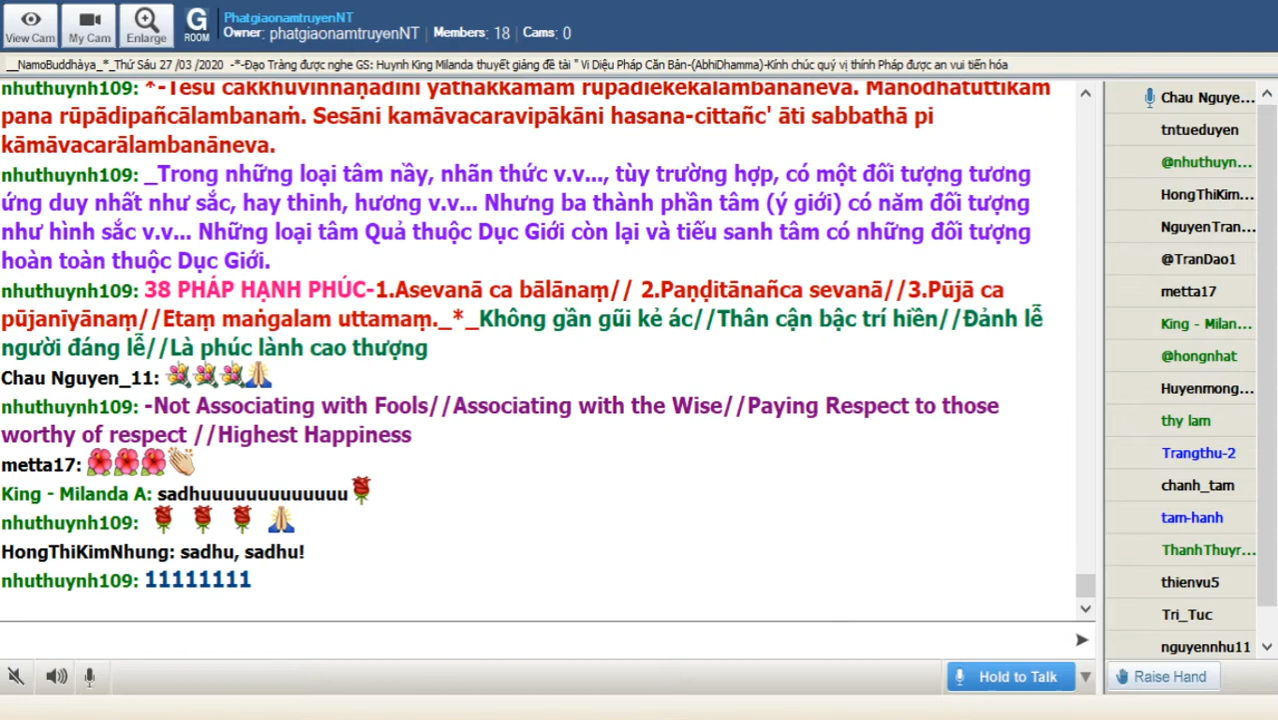 View Cam
My Cam
Enlarge
G
ROOM
PhatgiaonamtruyenNT
Owner: phatgiaonamtruyenNT | Members: 18 | Cams: 0
__NamoBuddhàya_*_Thứ Sáu 27 /03 /2020 -*-Đạo Tràng được nghe GS: Huynh King Milanda thuyết giảng đề tài " Vi Diệu Pháp Căn Bản-(AbhiDhamma)-Kính chúc quý vị thính Pháp được an vui tiến hóa
nhuthuynh109: *-Tesu cakkhuviññāṇādīni yathākkamaṁ rūpādiekekālambanāneva. Manodhātuttikaṁ
pana rūpādipañcālambanaṁ. Sesāni kamāvacaravipākāni hasana-cittañc' āti sabbathā pi
kāmāvacarālambanāneva.
nhuthuynh109: _Trong những loại tâm nầy, nhãn thức v.v..., tùy trường hợp, có một đối tượng tương
ứng duy nhất như sắc, hay thinh, hương v.v... Nhưng ba thành phần tâm (ý giới) có năm đối tượng
như hình sắc v.v... Những loại tâm Quả thuộc Dục Giới còn lại và tiếu sanh tâm có những đối tượng
hoàn toàn thuộc Dục Giới.
nhuthuynh109: 38 PHÁP HẠNH PHÚC-1.Asevanā ca bālānaṃ// 2.Paṇḍitānañca sevanā//3.Pūjā ca
pūjanīyānaṃ//Etaṃ maṅgalam uttamaṃ._*_Không gần gũi kẻ ác//Thân cận bậc trí hiền//Đảnh lễ
người đáng lễ//Là phúc lành cao thượng
Chau Nguyen_11:
nhuthuynh109: -Not Associating with Fools//Associating with the Wise//Paying Respect to those
worthy of respect //Highest Happiness
metta17:
King - Milanda A: sadhuuuuuuuuuuuuu
nhuthuynh109:
HongThiKimNhung: sadhu, sadhu!
nhuthuynh109: 11111111
Chau Nguye...
tntueduyen
@nhuthuyn...
HongThiKim...
NguyenTran...
@TranDao1
metta17
King - Milan...
@hongnhat
Huyenmong...
thy lam
Trangthu-2
chanh_tam
tam-hanh
ThanhThuyr...
thienvu5
Tri_Tuc
nguyennhu11
Hold to Talk
Raise Hand